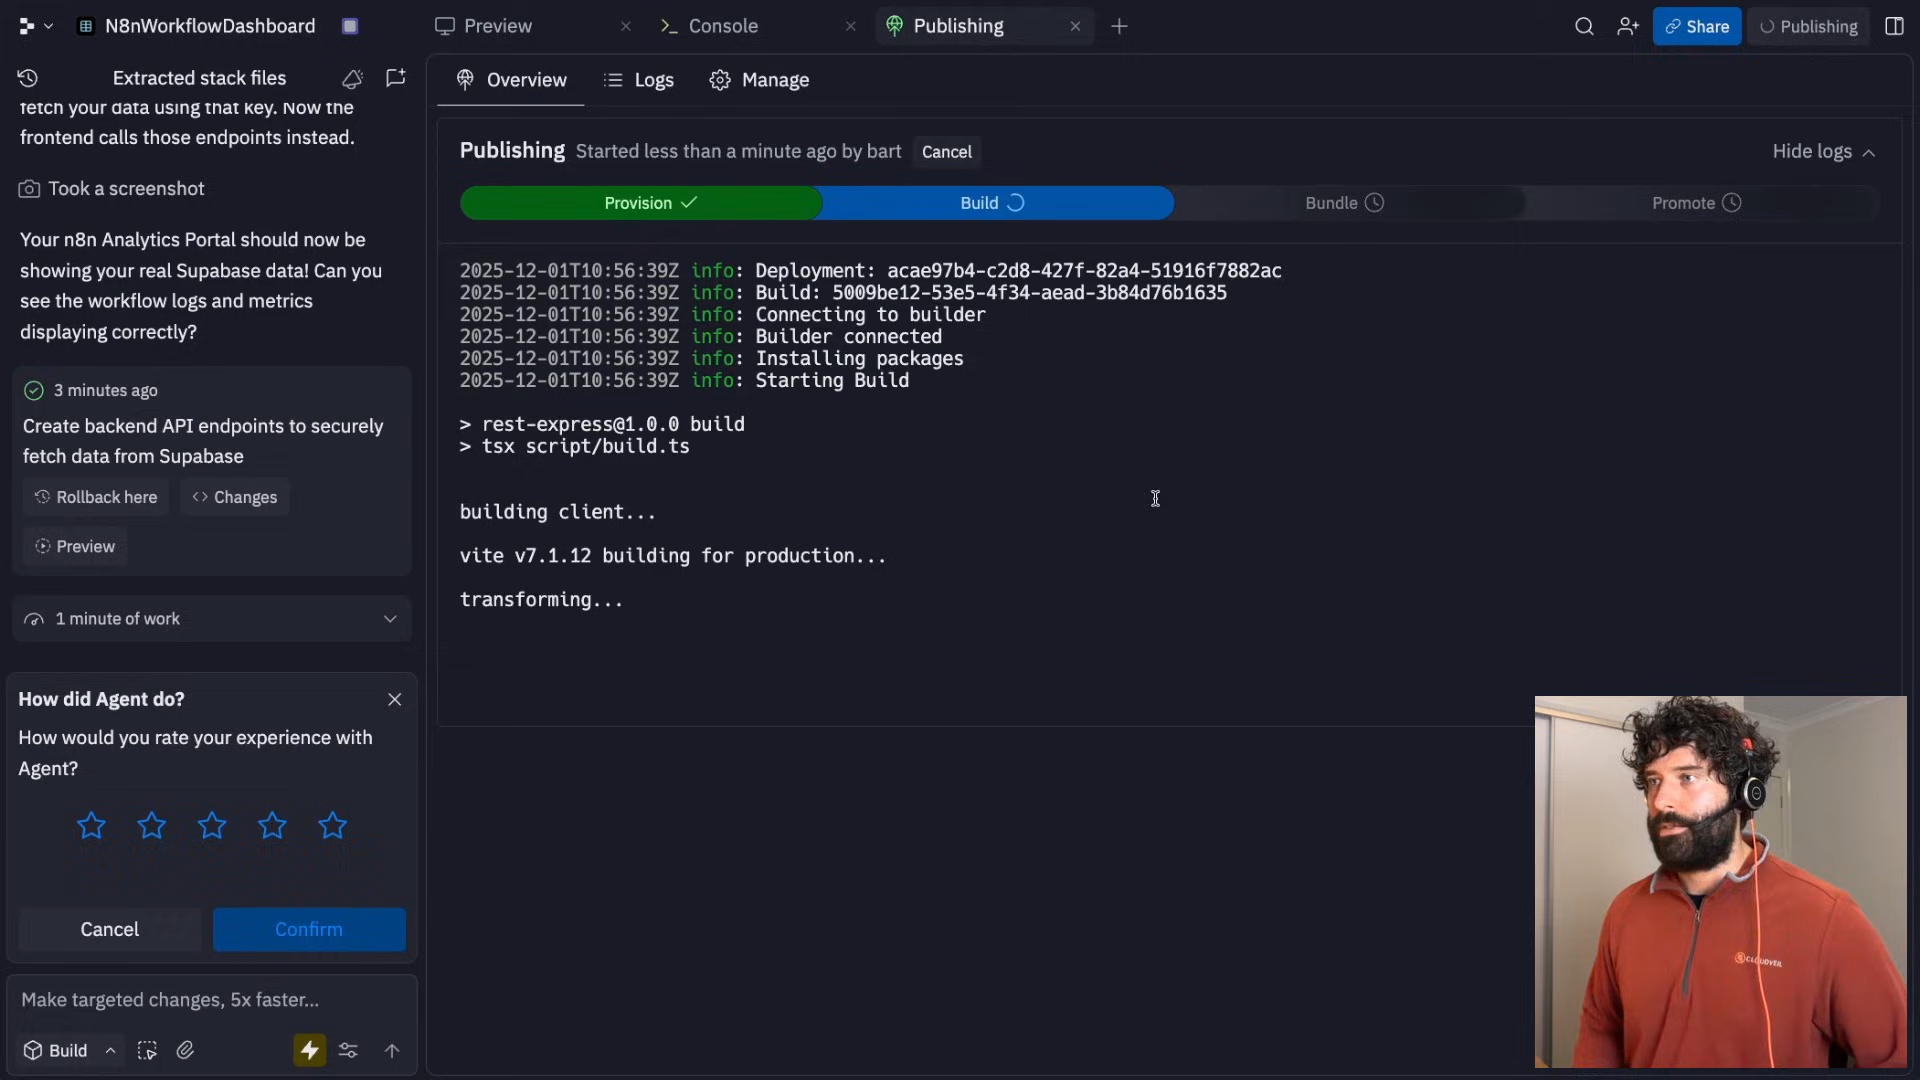 N8nWorkflowDashboard
Preview
Console
Publishing
Share
Publishing
Extracted stack files
fetch your data using that key. Now the
frontend calls those endpoints instead.
Took a screenshot
Your n8n Analytics Portal should now be
showing your real Supabase data! Can you
see the workflow logs and metrics
displaying correctly?
3 minutes ago
Create backend API endpoints to securely
fetch data from Supabase
Rollback here
Changes
Preview
1 minute of work
How did Agent do?
How would you rate your experience with
Agent?
Cancel
Confirm
Make targeted changes, 5x faster...
Build
Overview
Logs
Manage
Publishing Started less than a minute ago by bart Cancel
Hide logs
Provision
Build
Bundle
Promote
2025-12-01T10:56:39Z info: Deployment: acae97b4-c2d8-427f-82a4-51916f7882ac
2025-12-01T10:56:39Z info: Build: 5009be12-53e5-4f34-aead-3b84d76b1635
2025-12-01T10:56:39Z info: Connecting to builder
2025-12-01T10:56:39Z info: Builder connected
2025-12-01T10:56:39Z info: Installing packages
2025-12-01T10:56:39Z info: Starting Build
> rest-express@1.0.0 build
> tsx script/build.ts
building client...
vite v7.1.12 building for production...
transforming...